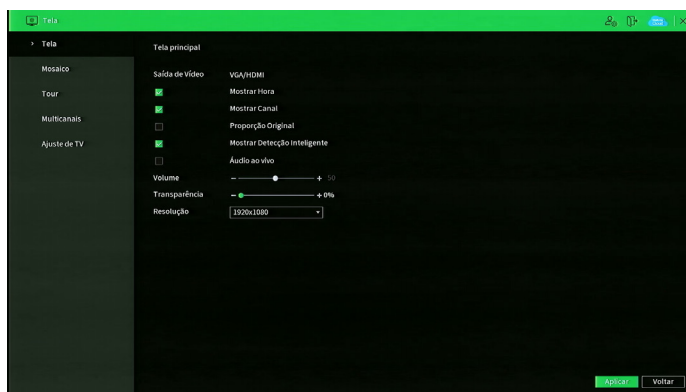 Tela
Tela
Mosaico
Tour
Multicanais
Ajuste de TV
Tela principal
Saída de Vídeo VGA/HDMI
Mostrar Hora
Mostrar Canal
Proporção Original
Mostrar Detecção Inteligente
Áudio ao vivo
Volume - + 50
Transparência - + 0%
Resolução 1920x1080
Aplicar Voltar